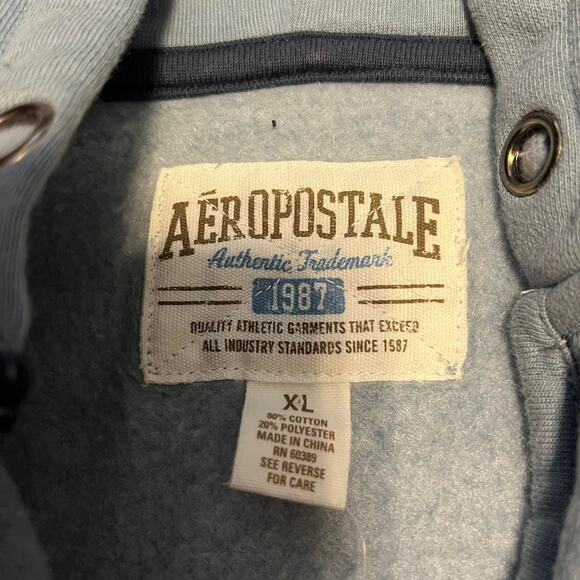 AÉROPOSTALE
Authentic Trademark
1987
QUALITY ATHLETIC GARMENTS THAT EXCEED
ALL INDUSTRY STANDARDS SINCE 1987
XL
80% COTTON
20% POLYESTER
MADE IN CHINA
RN 60389
SEE REVERSE
FOR CARE